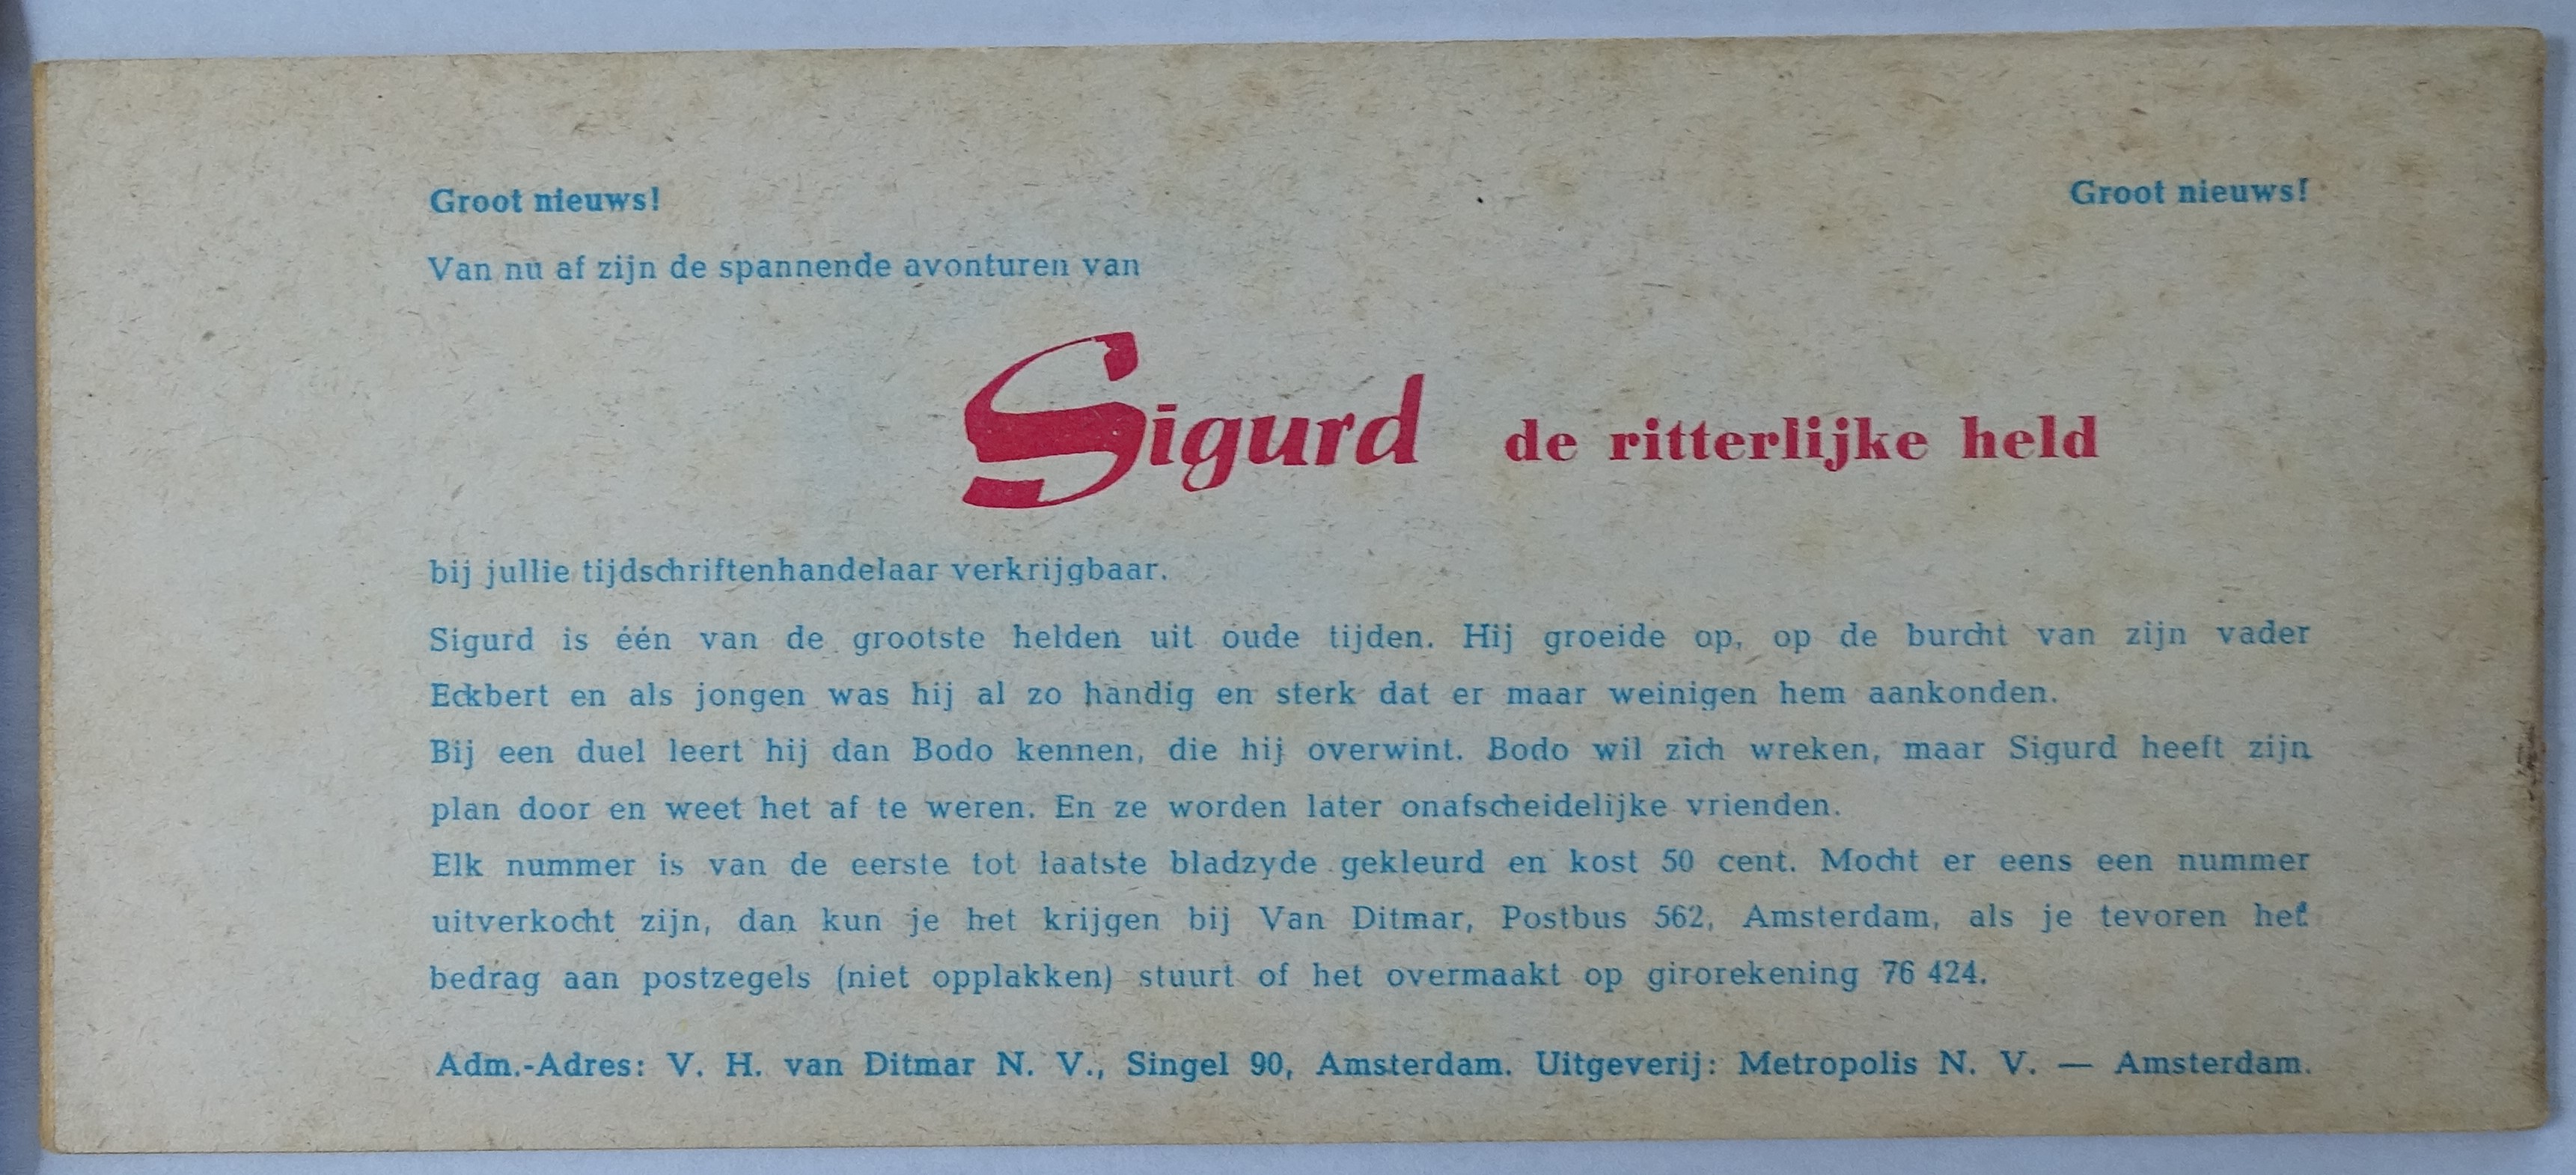 Groot nieuws! Groot nieuws!
Van nu af zijn de spannende avonturen van
Sigurd de ritterlijke held
bij jullie tijdschriftenhandelaar verkrijgbaar.
Sigurd is één van de grootste helden uit oude tijden. Hij groeide op, op de burcht van zijn vader
Eckbert en als jongen was hij al zo handig en sterk dat er maar weinigen hem aankonden.
Bij een duel leert hij dan Bodo kennen, die hij overwint. Bodo wil zich wreken, maar Sigurd heeft zijn
plan door en weet het af te weren. En ze worden later onafscheidelijke vrienden.
Elk nummer is van de eerste tot laatste bladzyde gekleurd en kost 50 cent. Mocht er eens een nummer
uitverkocht zijn, dan kun je het krijgen bij Van Ditmar, Postbus 562, Amsterdam, als je tevoren het
bedrag aan postzegels (niet opplakken) stuurt of het overmaakt op girorekening 76 424.
Adm.-Adres: V. H. van Ditmar N. V., Singel 90, Amsterdam. Uitgeverij: Metropolis N. V. — Amsterdam.